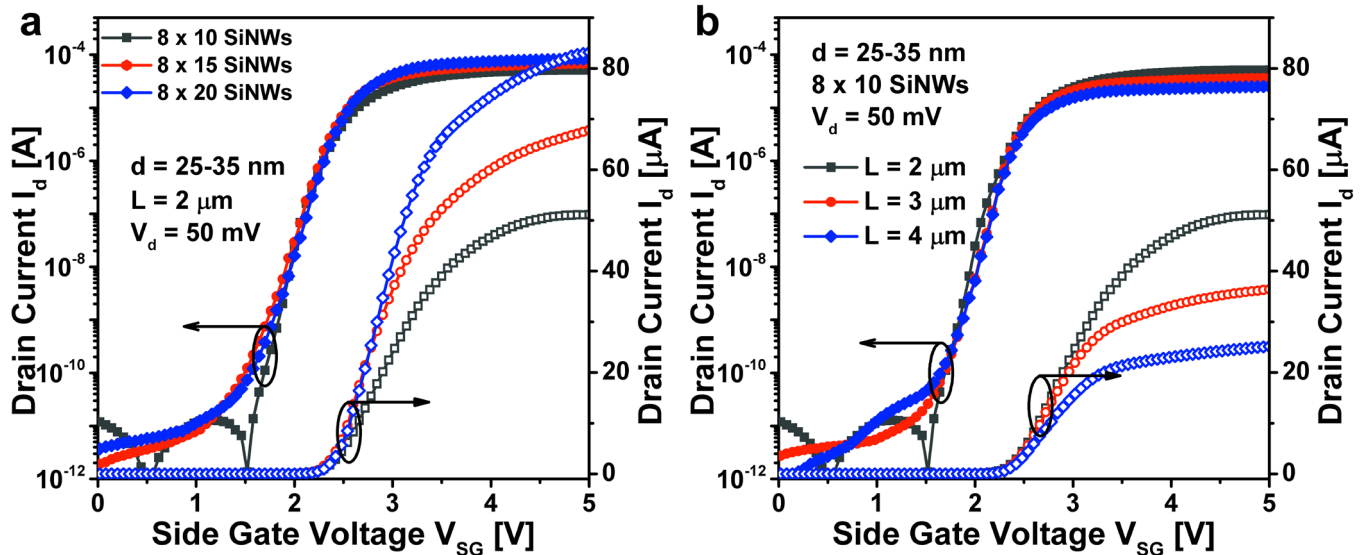 a
8 x 10 SiNWs
8 x 15 SiNWs
8 x 20 SiNWs
d = 25-35 nm
L = 2 μm
V_d = 50 mV
Drain Current I_d [A]
10^-4
10^-6
10^-8
10^-10
10^-12
0 1 2 3 4 5
Side Gate Voltage V_SG [V]
80
60
40
20
0
Drain Current I_d [μA]
b
d = 25-35 nm
8 x 10 SiNWs
V_d = 50 mV
L = 2 μm
L = 3 μm
L = 4 μm
Drain Current I_d [A]
10^-4
10^-6
10^-8
10^-10
10^-12
0 1 2 3 4 5
Side Gate Voltage V_SG [V]
80
60
40
20
0
Drain Current I_d [μA]